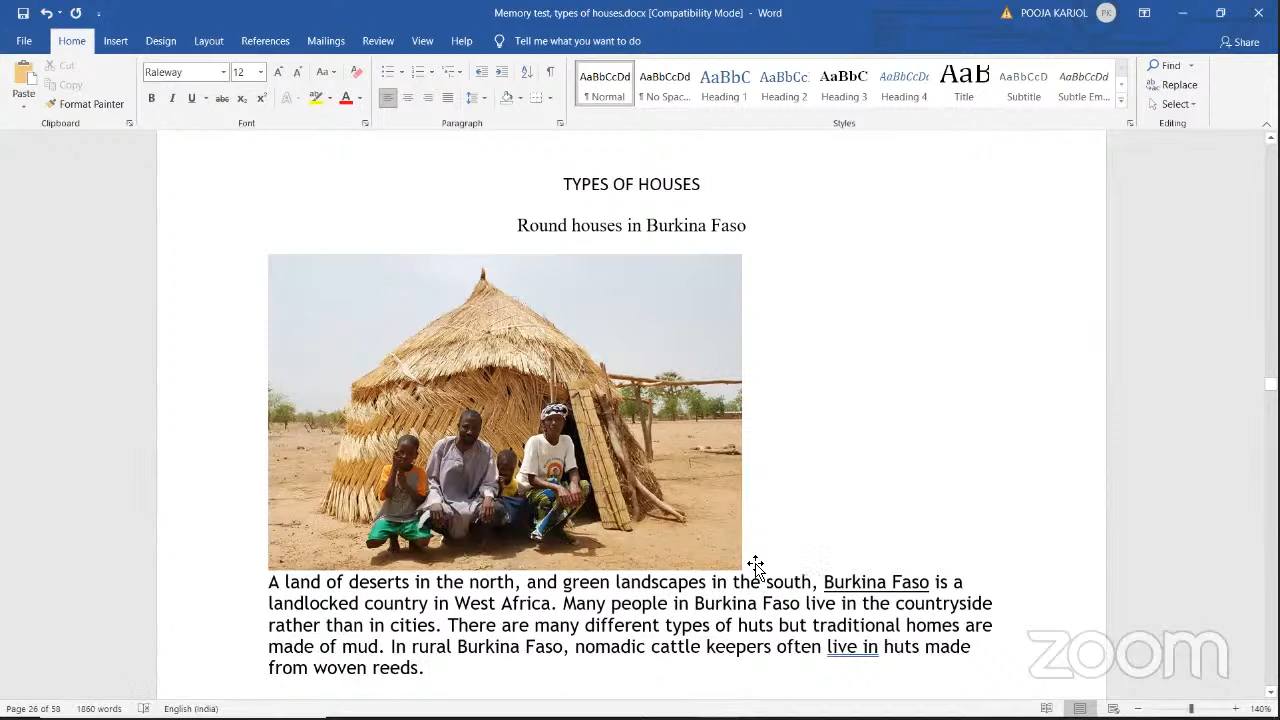 Memory test, types of houses.docx [Compatibility Mode] - Word
POOJA KARJOL
PK
File Home Insert Design Layout References Mailings Review View Help Tell me what you want to do
Share
Paste
Cut
Copy
Format Painter
Clipboard
Raleway 12
Font
Paragraph
AaBbCcDd AaBbCcDd AaBbC AaBbCc. AaBbC AaBbCcDc AaB AaBbCcD AaBbCcDd
¶ Normal ¶ No Spac... Heading 1 Heading 2 Heading 3 Heading 4 Title Subtitle Subtle Em...
Styles
Find
Replace
Select
Editing
TYPES OF HOUSES
Round houses in Burkina Faso
A land of deserts in the north, and green landscapes in the south, Burkina Faso is a
landlocked country in West Africa. Many people in Burkina Faso live in the countryside
rather than in cities. There are many different types of huts but traditional homes are
made of mud. In rural Burkina Faso, nomadic cattle keepers often live in huts made
from woven reeds.
zoom
Page 26 of 58 1860 words English (India) 140%